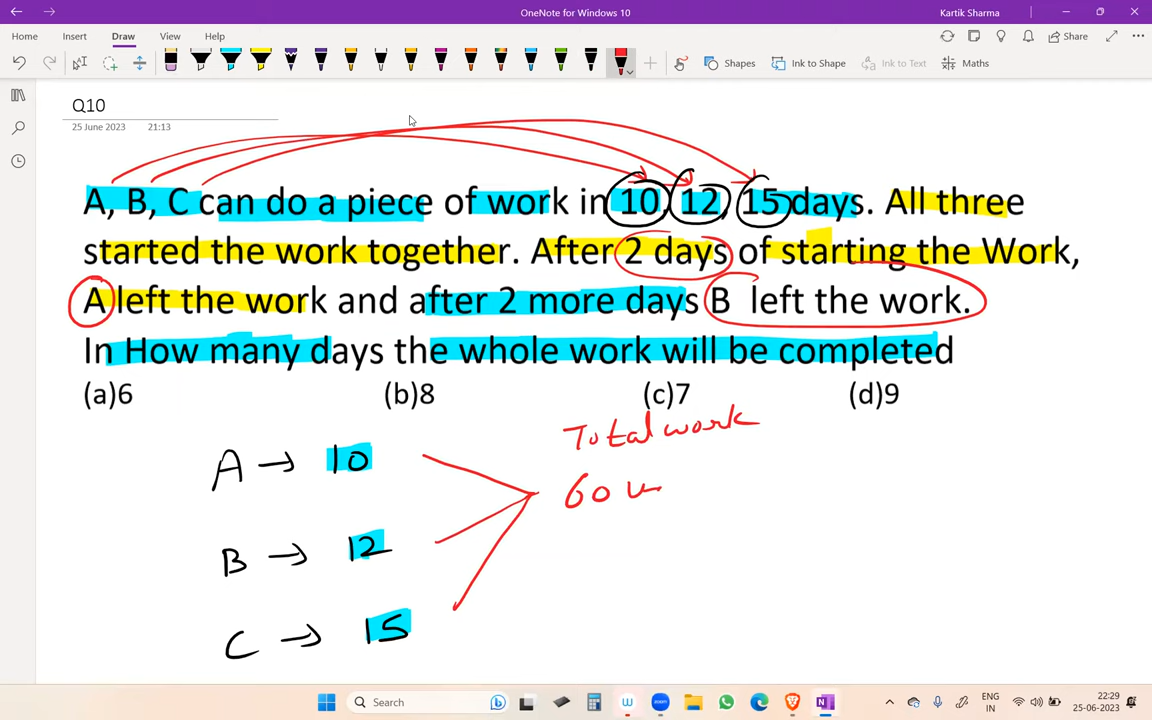 OneNote for Windows 10
Kartik Sharma
Home Insert Draw View Help
Share
Shapes Ink to Shape Ink to Text Maths
Q10
25 June 2023 21:13
A, B, C can do a piece of work in 10, 12, 15 days. All three
started the work together. After 2 days of starting the Work,
A left the work and after 2 more days B left the work.
In How many days the whole work will be completed
(a)6 (b)8 (c)7 (d)9
Total work
60 u
A → 10
B → 12
C → 15
Search
ENG
IN
22:29
25-06-2023